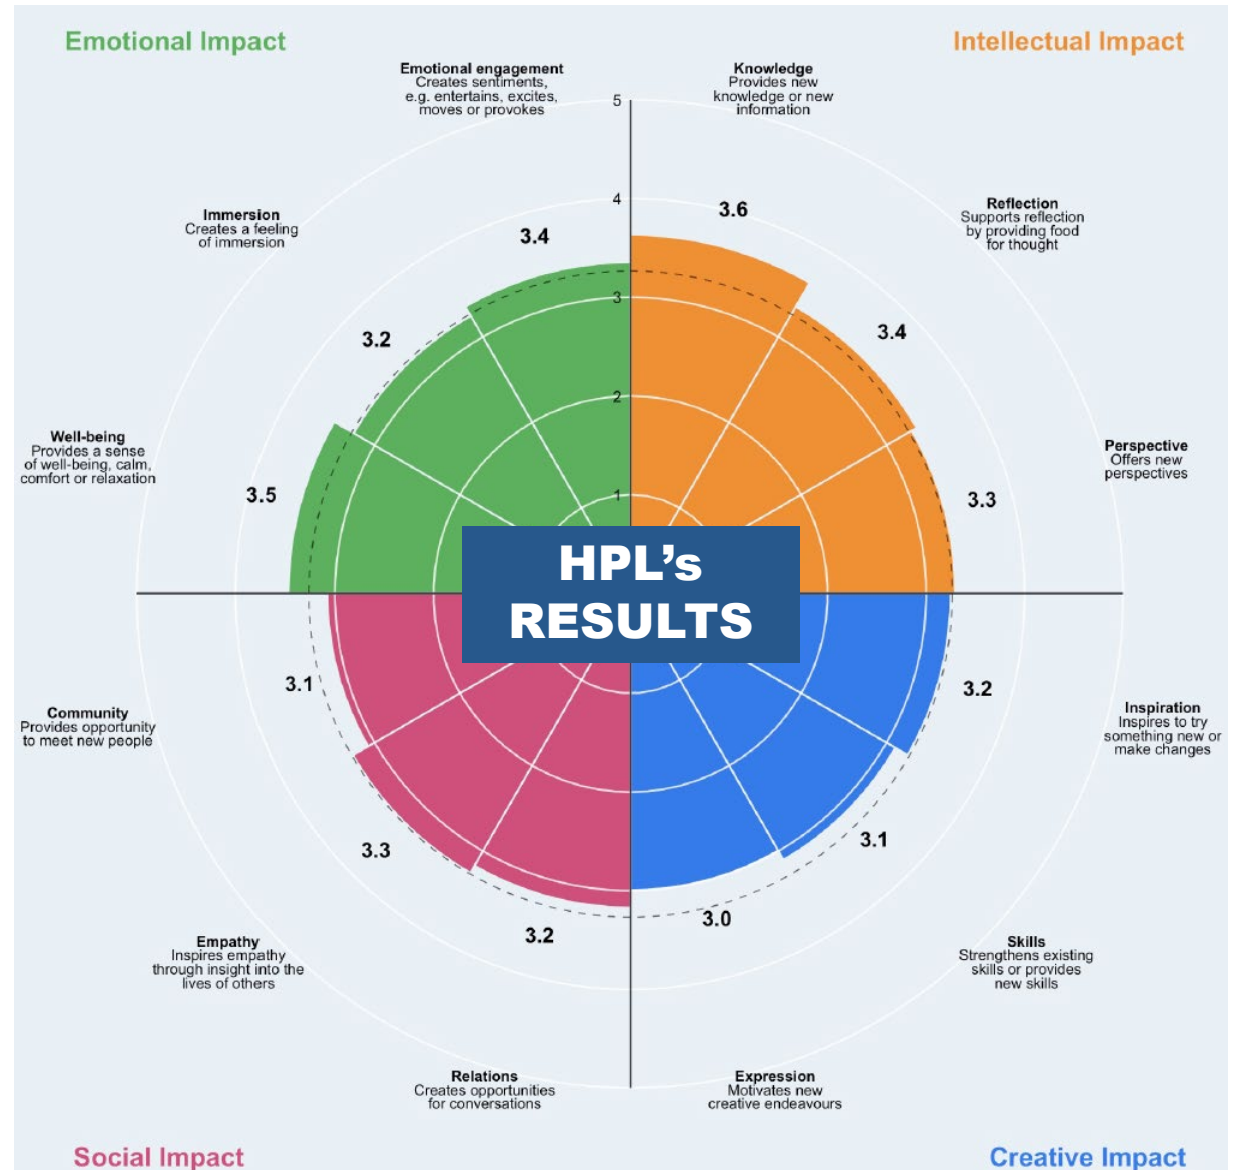 Emotional Impact
Intellectual Impact
Emotional engagement
Creates sentiments,
e.g. entertains, excites,
moves or provokes
Knowledge
Provides new
knowledge or new
information
5
4
3
2
1
3.6
3.4
Immersion
Creates a feeling
of immersion
Reflection
Supports reflection
by providing food
for thought
3.2
3.4
Well-being
Provides a sense
of well-being, calm,
comfort or relaxation
3.5
Perspective
Offers new
perspectives
3.3
HPL’s
RESULTS
3.1
3.2
Community
Provides opportunity
to meet new people
Inspiration
Inspires to try
something new or
make changes
3.3
3.1
3.2
3.0
Empathy
Inspires empathy
through insight into the
lives of others
Skills
Strengthens existing
skills or provides
new skills
Relations
Creates opportunities
for conversations
Expression
Motivates new
creative endeavours
Social Impact
Creative Impact